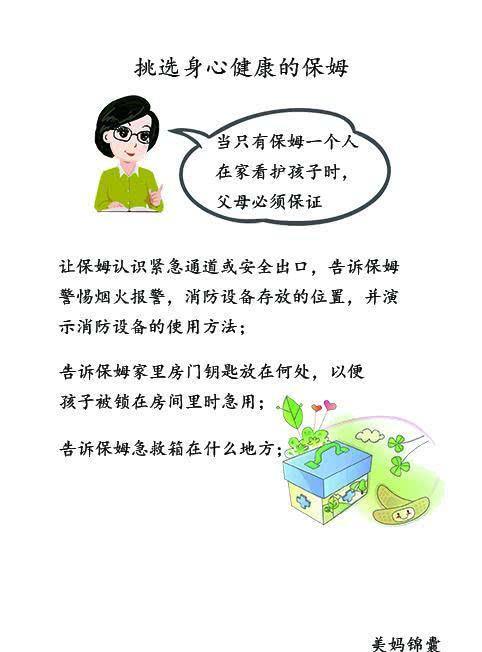 挑选身心健康的保姆
当只有保姆一个人
在家看护孩子时，
父母必须保证
让保姆认识紧急通道或安全出口，告诉保姆
警惕烟火报警，消防设备存放的位置，并演
示消防设备的使用方法；
告诉保姆家里房门钥匙放在何处，以便
孩子被锁在房间里时急用；
告诉保姆急救箱在什么地方；
美妈锦囊